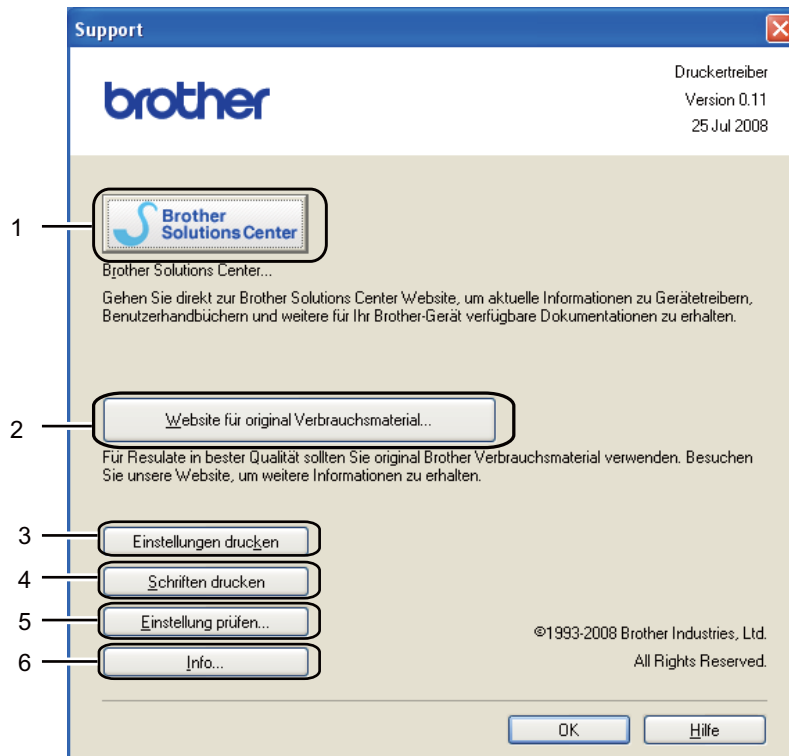 Support
brother
Druckertreiber
Version 0.11
25 Jul 2008
1
Brother
Solutions Center
Brother Solutions Center...
Gehen Sie direkt zur Brother Solutions Center Website, um aktuelle Informationen zu Gerätetreibern,
Benutzerhandbüchern und weitere für Ihr Brother-Gerät verfügbare Dokumentationen zu erhalten.
2
Website für original Verbrauchsmaterial...
Für Resulate in bester Qualität sollten Sie original Brother Verbrauchsmaterial verwenden. Besuchen
Sie unsere Website, um weitere Informationen zu erhalten.
3
Einstellungen drucken
4
Schriften drucken
5
Einstellung prüfen...
6
Info...
©1993-2008 Brother Industries, Ltd.
All Rights Reserved.
OK
Hilfe